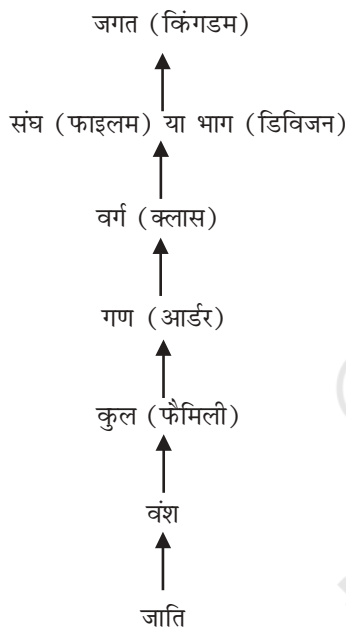 जगत (किंगडम)
संघ (फाइलम) या भाग (डिविजन)
वर्ग (क्लास)
गण (आर्डर)
कुल (फैमिली)
वंश
जाति